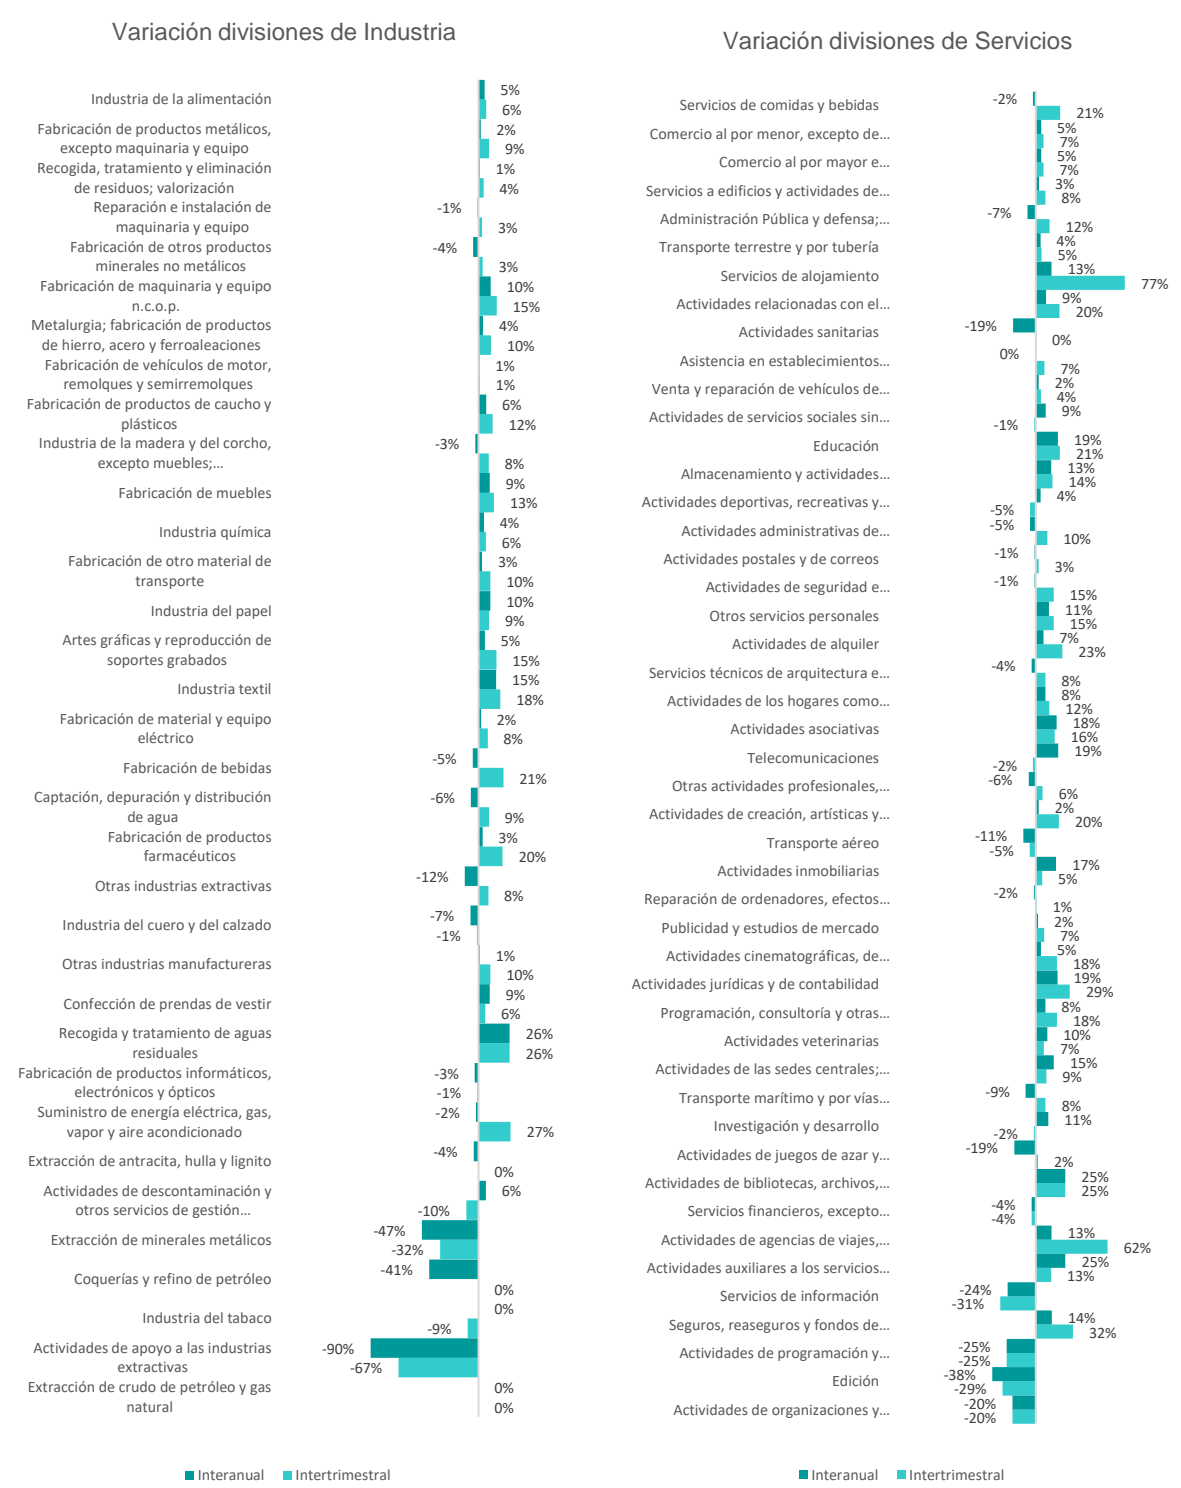 Variación divisiones de Industria
Industria de la alimentación
5%
6%
Fabricación de productos metálicos,
excepto maquinaria y equipo
2%
9%
Recogida, tratamiento y eliminación
de residuos; valorización
1%
4%
Reparación e instalación de
maquinaria y equipo
-1%
3%
Fabricación de otros productos
minerales no metálicos
-4%
3%
Fabricación de maquinaria y equipo
n.c.o.p.
10%
15%
Metalurgia; fabricación de productos
de hierro, acero y ferroaleaciones
4%
10%
Fabricación de vehículos de motor,
remolques y semirremolques
1%
1%
Fabricación de productos de caucho y
plásticos
6%
12%
Industria de la madera y del corcho,
excepto muebles;...
-3%
8%
Fabricación de muebles
9%
13%
Industria química
4%
6%
Fabricación de otro material de
transporte
3%
10%
Industria del papel
10%
9%
Artes gráficas y reproducción de
soportes grabados
5%
15%
Industria textil
15%
18%
Fabricación de material y equipo
eléctrico
2%
8%
Fabricación de bebidas
-5%
21%
Captación, depuración y distribución
de agua
-6%
9%
Fabricación de productos
farmacéuticos
3%
20%
Otras industrias extractivas
-12%
8%
Industria del cuero y del calzado
-7%
-1%
Otras industrias manufactureras
1%
10%
Confección de prendas de vestir
9%
6%
Recogida y tratamiento de aguas
residuales
26%
26%
Fabricación de productos informáticos,
electrónicos y ópticos
-3%
-1%
Suministro de energía eléctrica, gas,
vapor y aire acondicionado
-2%
27%
Extracción de antracita, hulla y lignito
-4%
0%
Actividades de descontaminación y
otros servicios de gestión...
6%
-10%
Extracción de minerales metálicos
-47%
-32%
Coquerías y refino de petróleo
-41%
0%
Industria del tabaco
0%
-9%
Actividades de apoyo a las industrias
extractivas
-90%
-67%
Extracción de crudo de petróleo y gas
natural
0%
0%
Interanual
Intertrimestral
Variación divisiones de Servicios
Servicios de comidas y bebidas
-2%
21%
Comercio al por menor, excepto de...
5%
7%
Comercio al por mayor e...
5%
7%
Servicios a edificios y actividades de...
3%
8%
Administración Pública y defensa;...
-7%
12%
Transporte terrestre y por tubería
4%
5%
Servicios de alojamiento
13%
77%
Actividades relacionadas con el...
9%
20%
Actividades sanitarias
-19%
0%
Asistencia en establecimientos...
0%
7%
Venta y reparación de vehículos de...
2%
4%
Actividades de servicios sociales sin...
9%
-1%
Educación
19%
21%
Almacenamiento y actividades...
13%
14%
Actividades deportivas, recreativas y...
4%
-5%
Actividades administrativas de...
-5%
10%
Actividades postales y de correos
-1%
3%
Actividades de seguridad e...
-1%
15%
Otros servicios personales
11%
15%
Actividades de alquiler
7%
23%
Servicios técnicos de arquitectura e...
-4%
8%
Actividades de los hogares como...
8%
12%
Actividades asociativas
18%
16%
Telecomunicaciones
19%
-2%
Otras actividades profesionales,...
-6%
6%
Actividades de creación, artísticas y...
2%
20%
Transporte aéreo
-11%
-5%
Actividades inmobiliarias
17%
5%
Reparación de ordenadores, efectos...
-2%
1%
Publicidad y estudios de mercado
2%
7%
Actividades cinematográficas, de...
5%
18%
Actividades jurídicas y de contabilidad
19%
29%
Programación, consultoría y otras...
8%
18%
Actividades veterinarias
10%
7%
Actividades de las sedes centrales;...
15%
9%
Transporte marítimo y por vías...
-9%
8%
Investigación y desarrollo
11%
-2%
Actividades de juegos de azar y...
-19%
2%
Actividades de bibliotecas, archivos,...
25%
25%
Servicios financieros, excepto...
-4%
-4%
Actividades de agencias de viajes,...
13%
62%
Actividades auxiliares a los servicios...
25%
13%
Servicios de información
-24%
-31%
Seguros, reaseguros y fondos de...
14%
32%
Actividades de programación y...
-25%
-25%
Edición
-38%
-29%
Actividades de organizaciones y...
-20%
-20%
Interanual
Intertrimestral